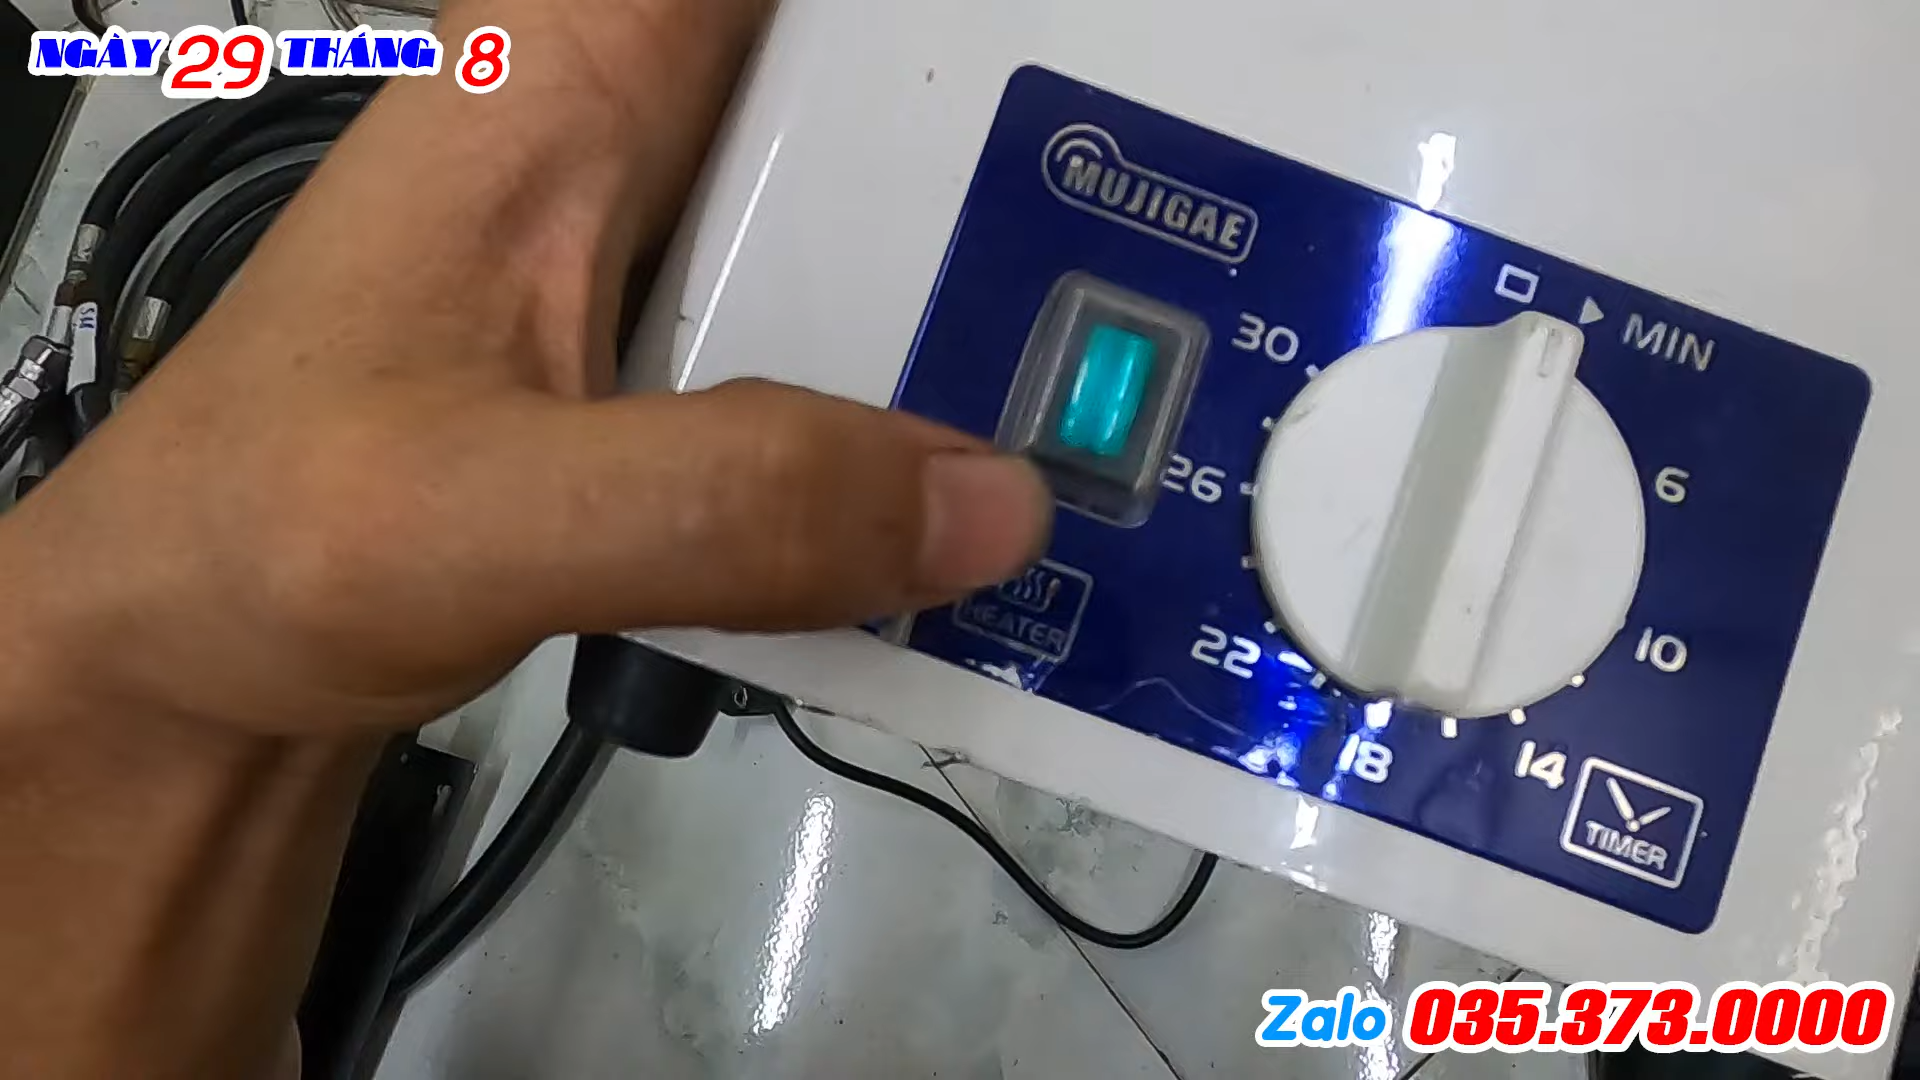 NGÀY 29 THÁNG 8
MUJIGAE
MIN
30
6
26
10
22
18
14
HEATER
TIMER
Zalo 035.373.0000